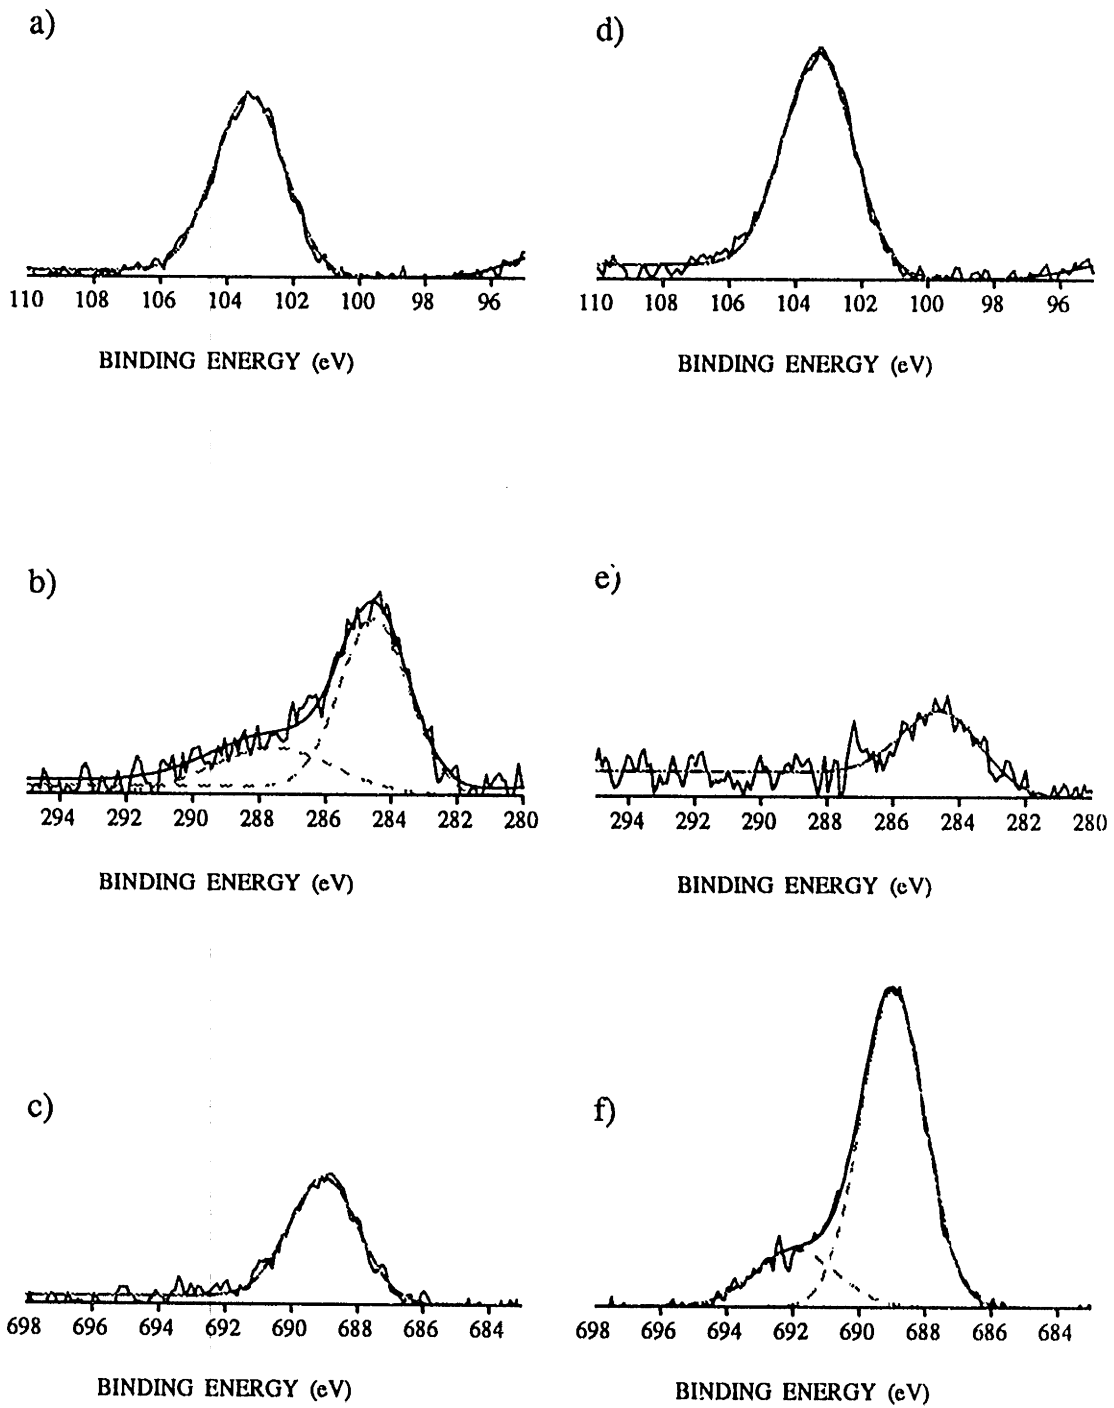 a)
110 108 106 104 102 100 98 96
BINDING ENERGY (eV)
d)
110 108 106 104 102 100 98 96
BINDING ENERGY (eV)
b)
294 292 290 288 286 284 282 280
BINDING ENERGY (eV)
e)
294 292 290 288 286 284 282 280
BINDING ENERGY (eV)
c)
698 696 694 692 690 688 686 684
BINDING ENERGY (eV)
f)
698 696 694 692 690 688 686 684
BINDING ENERGY (eV)